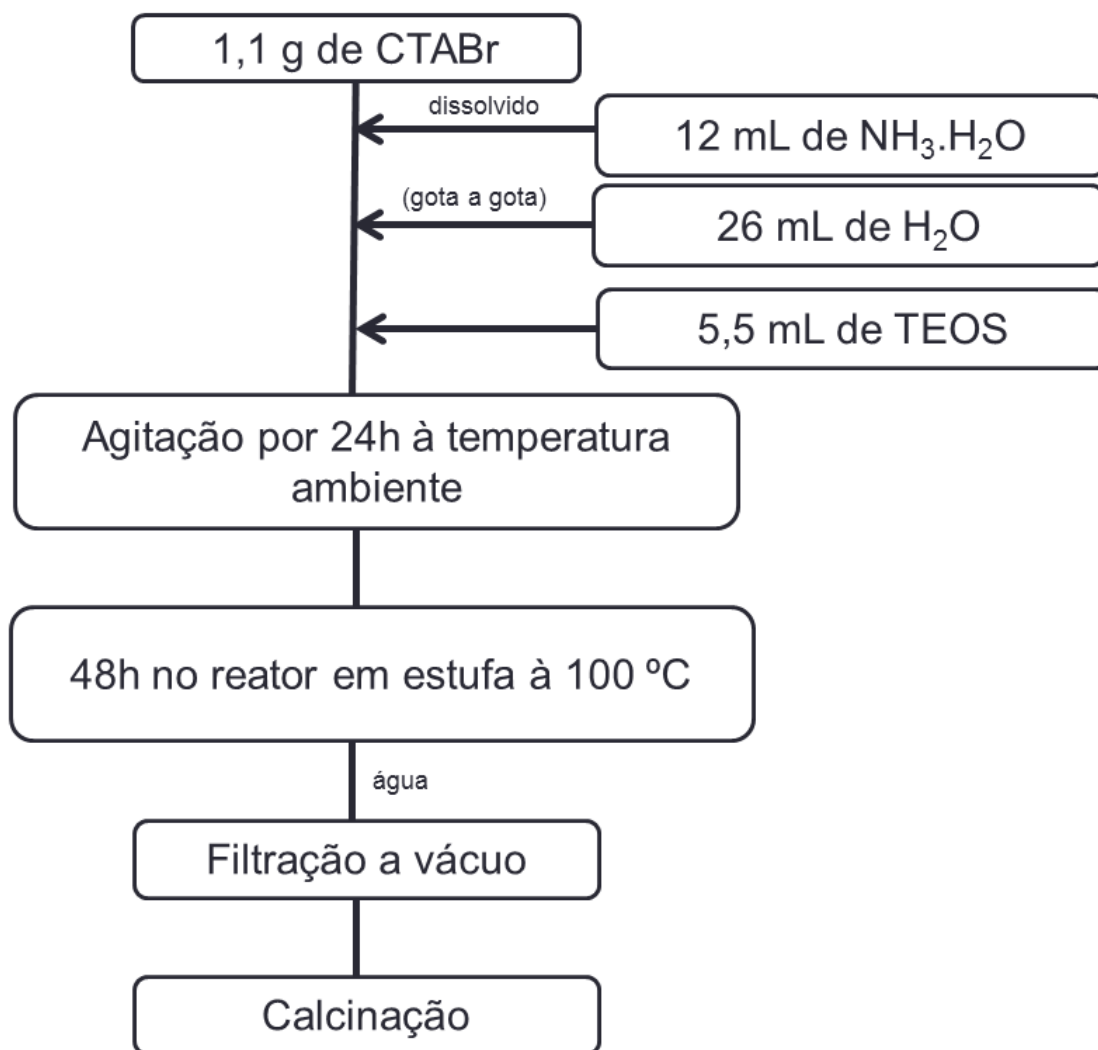 1,1 g de CTABr
dissolvido
12 mL de NH₃.H₂O
(gota a gota)
26 mL de H₂O
5,5 mL de TEOS
Agitação por 24h à temperatura
ambiente
48h no reator em estufa à 100 ºC
água
Filtração a vácuo
Calcinação